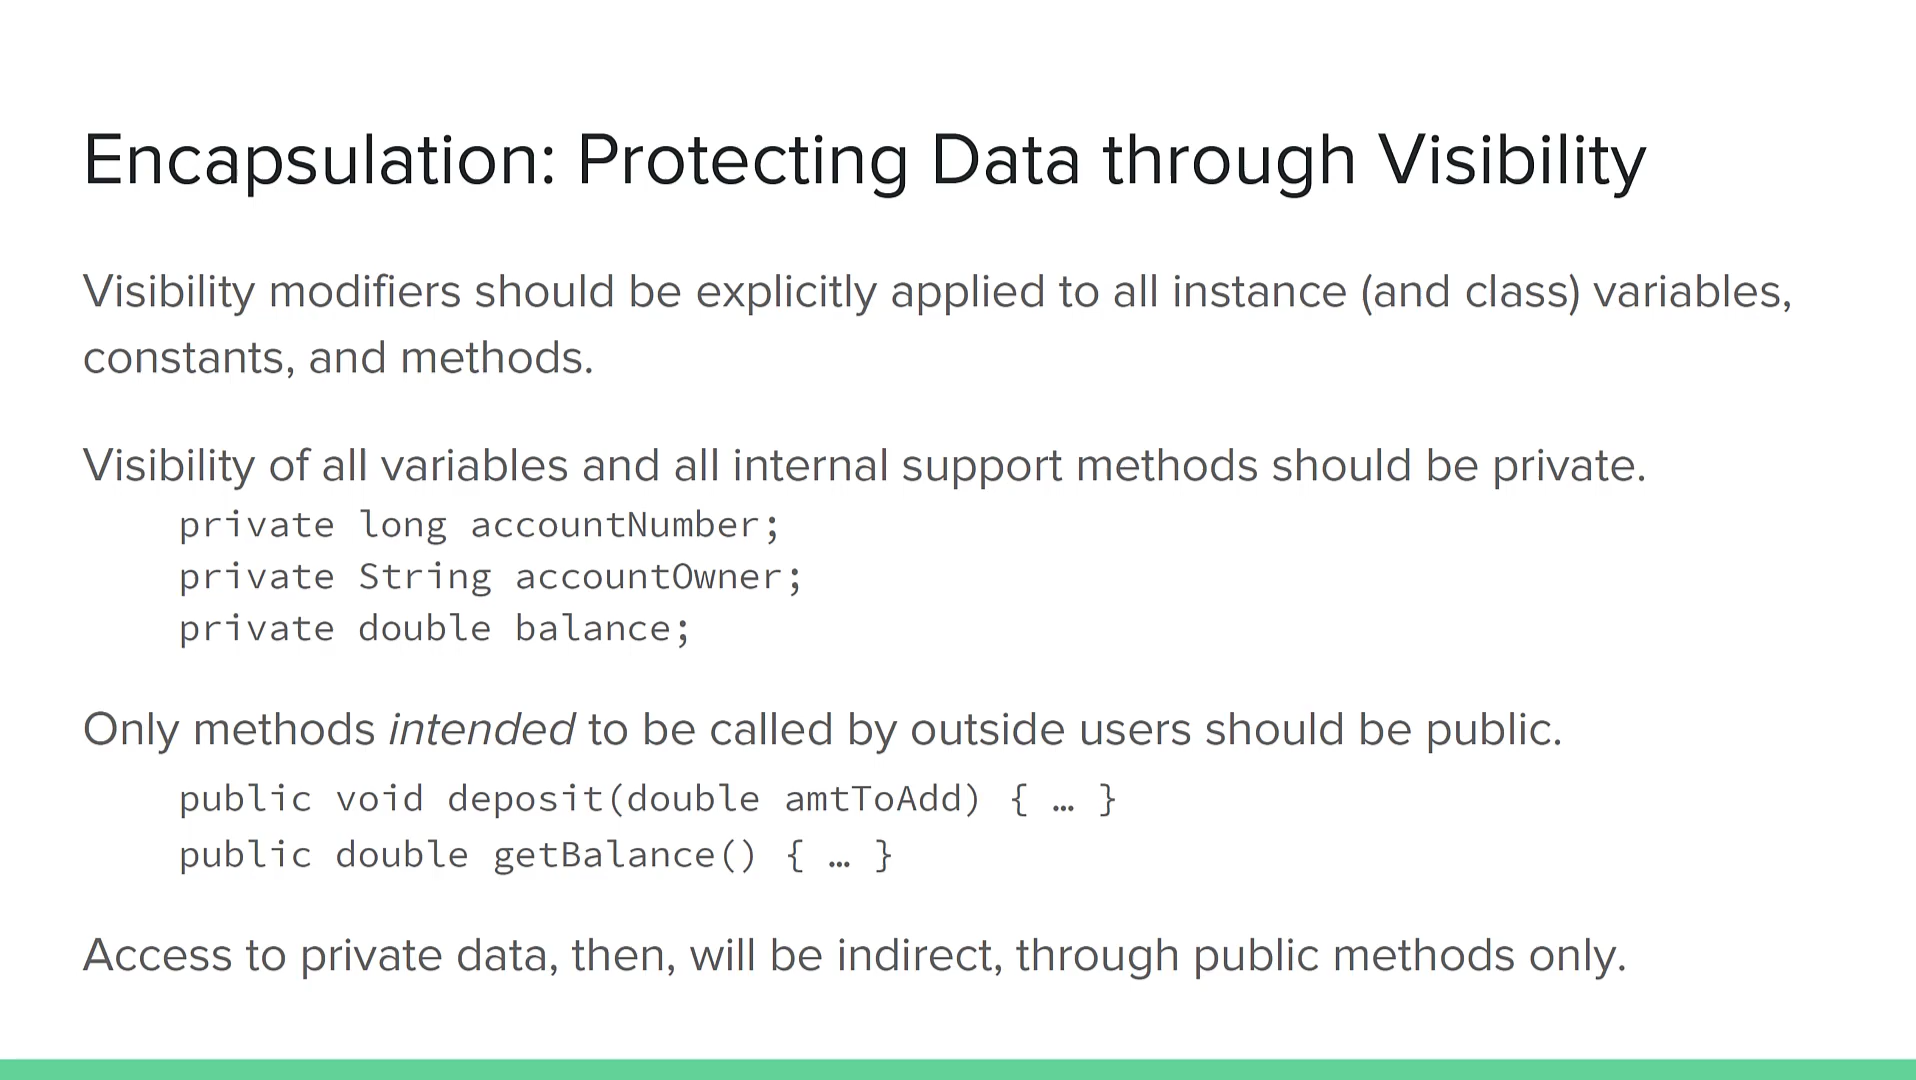 Encapsulation: Protecting Data through Visibility
Visibility modifiers should be explicitly applied to all instance (and class) variables,
constants, and methods.
Visibility of all variables and all internal support methods should be private.
private long accountNumber;
private String accountOwner;
private double balance;
Only methods intended to be called by outside users should be public.
public void deposit(double amtToAdd) { … }
public double getBalance() { … }
Access to private data, then, will be indirect, through public methods only.